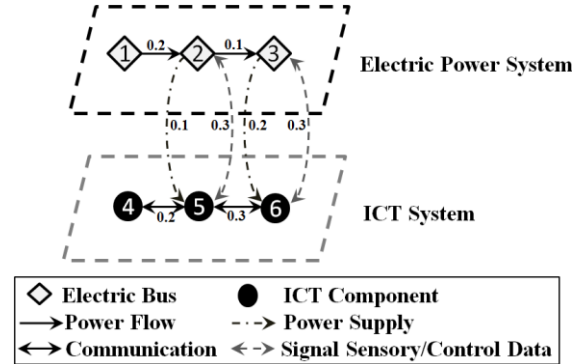 0.2 0.1
1 2 3
Electric Power System
0.1 0.3 0.2 0.3
4 5 6
0.2 0.3
ICT System
Electric Bus ICT Component
Power Flow Power Supply
Communication Signal Sensory/Control Data